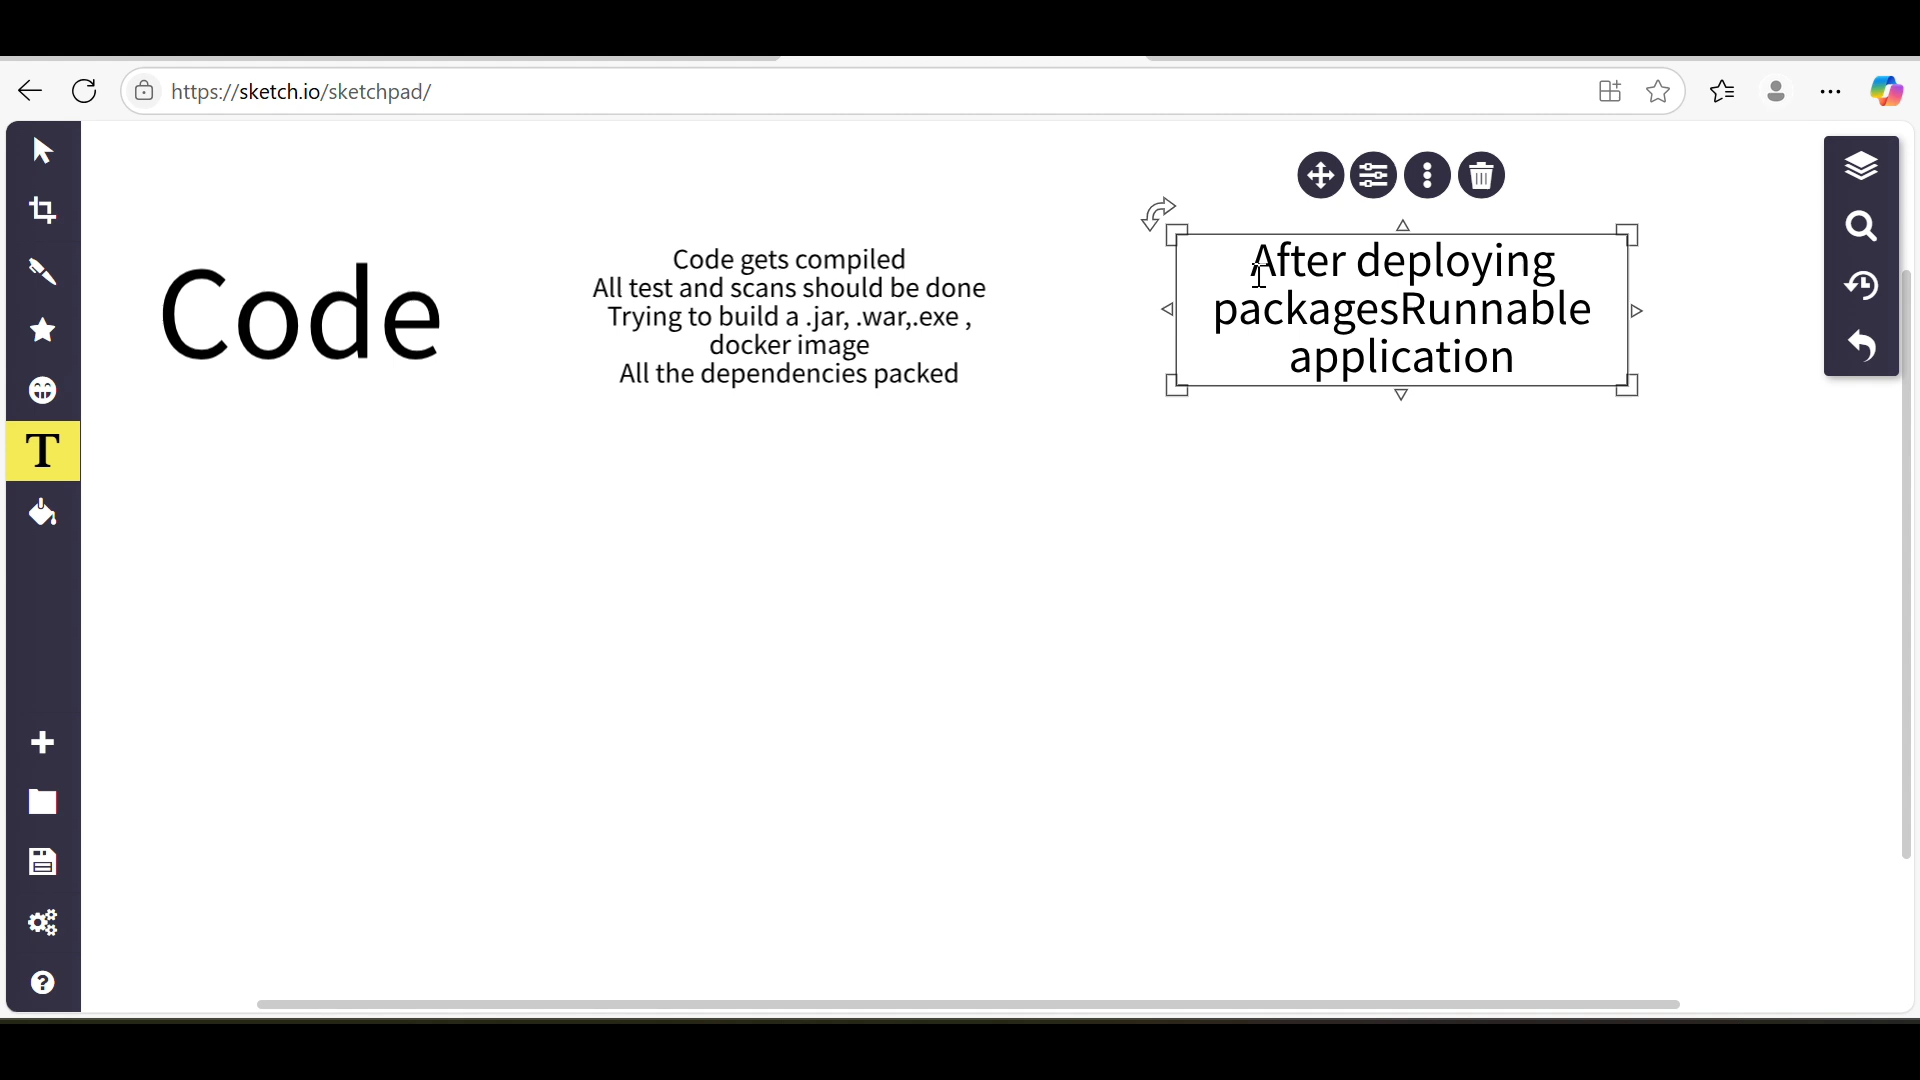 https://sketch.io/sketchpad/
Code
Code gets compiled
All test and scans should be done
Trying to build a .jar, .war,.exe ,
docker image
All the dependencies packed
After deploying
packagesRunnable
application
T